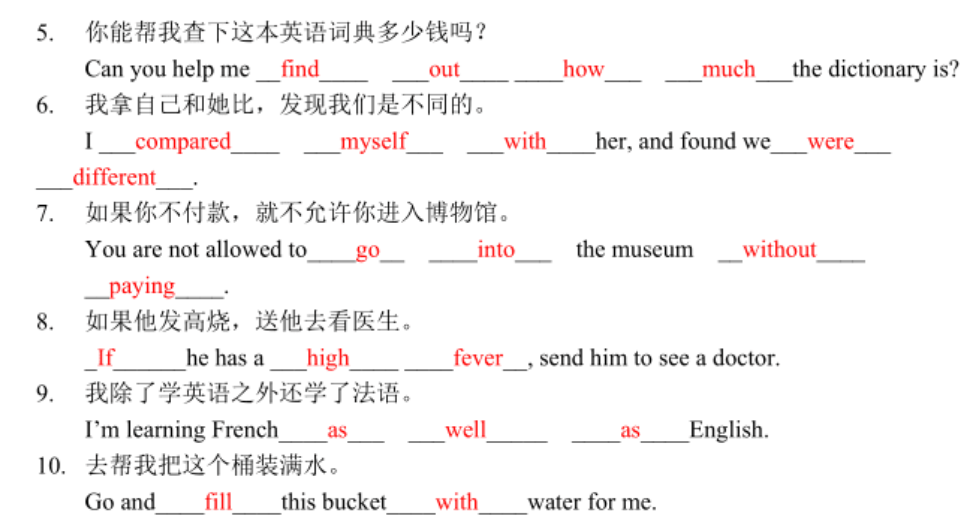 5. 你能帮我查下这本英语词典多少钱吗？
Can you help me __find____ ___out____ ____how___ ___much___the dictionary is?
6. 我拿自己和她比，发现我们是不同的。
I ___compared____ ___myself___ ___with____her, and found we___were___
___different___.
7. 如果你不付款，就不允许你进入博物馆。
You are not allowed to____go__ ____into___ the museum __without____
__paying____.
8. 如果他发高烧，送他去看医生。
_If______he has a ___high____ ____fever__, send him to see a doctor.
9. 我除了学英语之外还学了法语。
I’m learning French____as___ ___well_____ ____as____English.
10. 去帮我把这个桶装满水。
Go and____fill____this bucket____with____water for me.